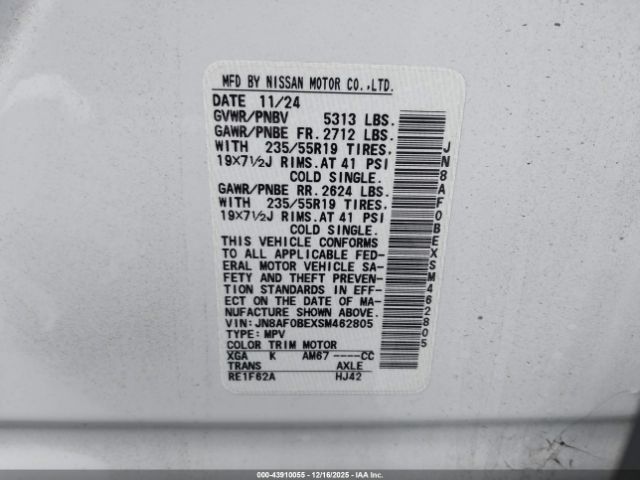 MFD BY NISSAN MOTOR CO.,LTD.
DATE 11/24
GVWR/PNBV 5313 LBS.
GAWR/PNBE FR. 2712 LBS.
WITH 235/55R19 TIRES.
19X7½J RIMS. AT 41 PSI
COLD SINGLE.
GAWR/PNBE RR. 2624 LBS.
WITH 235/55R19 TIRES.
19X7½J RIMS. AT 41 PSI
COLD SINGLE.
THIS VEHICLE CONFORMS
TO ALL APPLICABLE FED-
ERAL MOTOR VEHICLE SA-
FETY AND THEFT PREVEN-
TION STANDARDS IN EFF-
ECT ON THE DATE OF MA-
NUFACTURE SHOWN ABOVE.
VIN: JN8AF0BEXSM462805
TYPE: MPV
COLOR TRIM MOTOR
XGA K AM67 ----CC
TRANS AXLE
RE1F62A HJ42
JN8AF0BEXSM462805
000-43910055 - 12/16/2025 - IAAI.COM